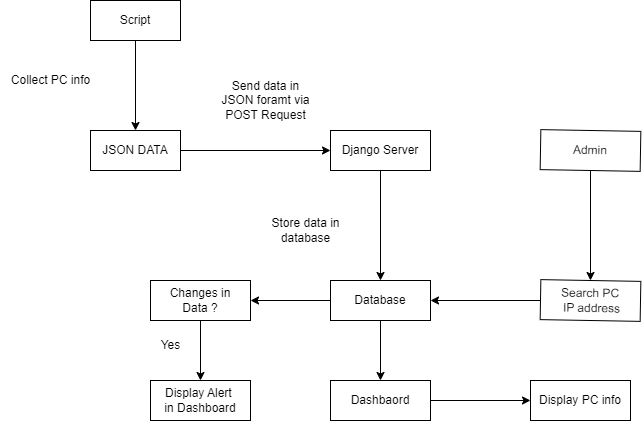 Script
Collect PC info
Send data in
JSON foramt via
POST Request
JSON DATA
Django Server
Admin
Store data in
database
Changes in
Data ?
Database
Search PC
IP address
Yes
Display Alert
in Dashboard
Dashbaord
Display PC info